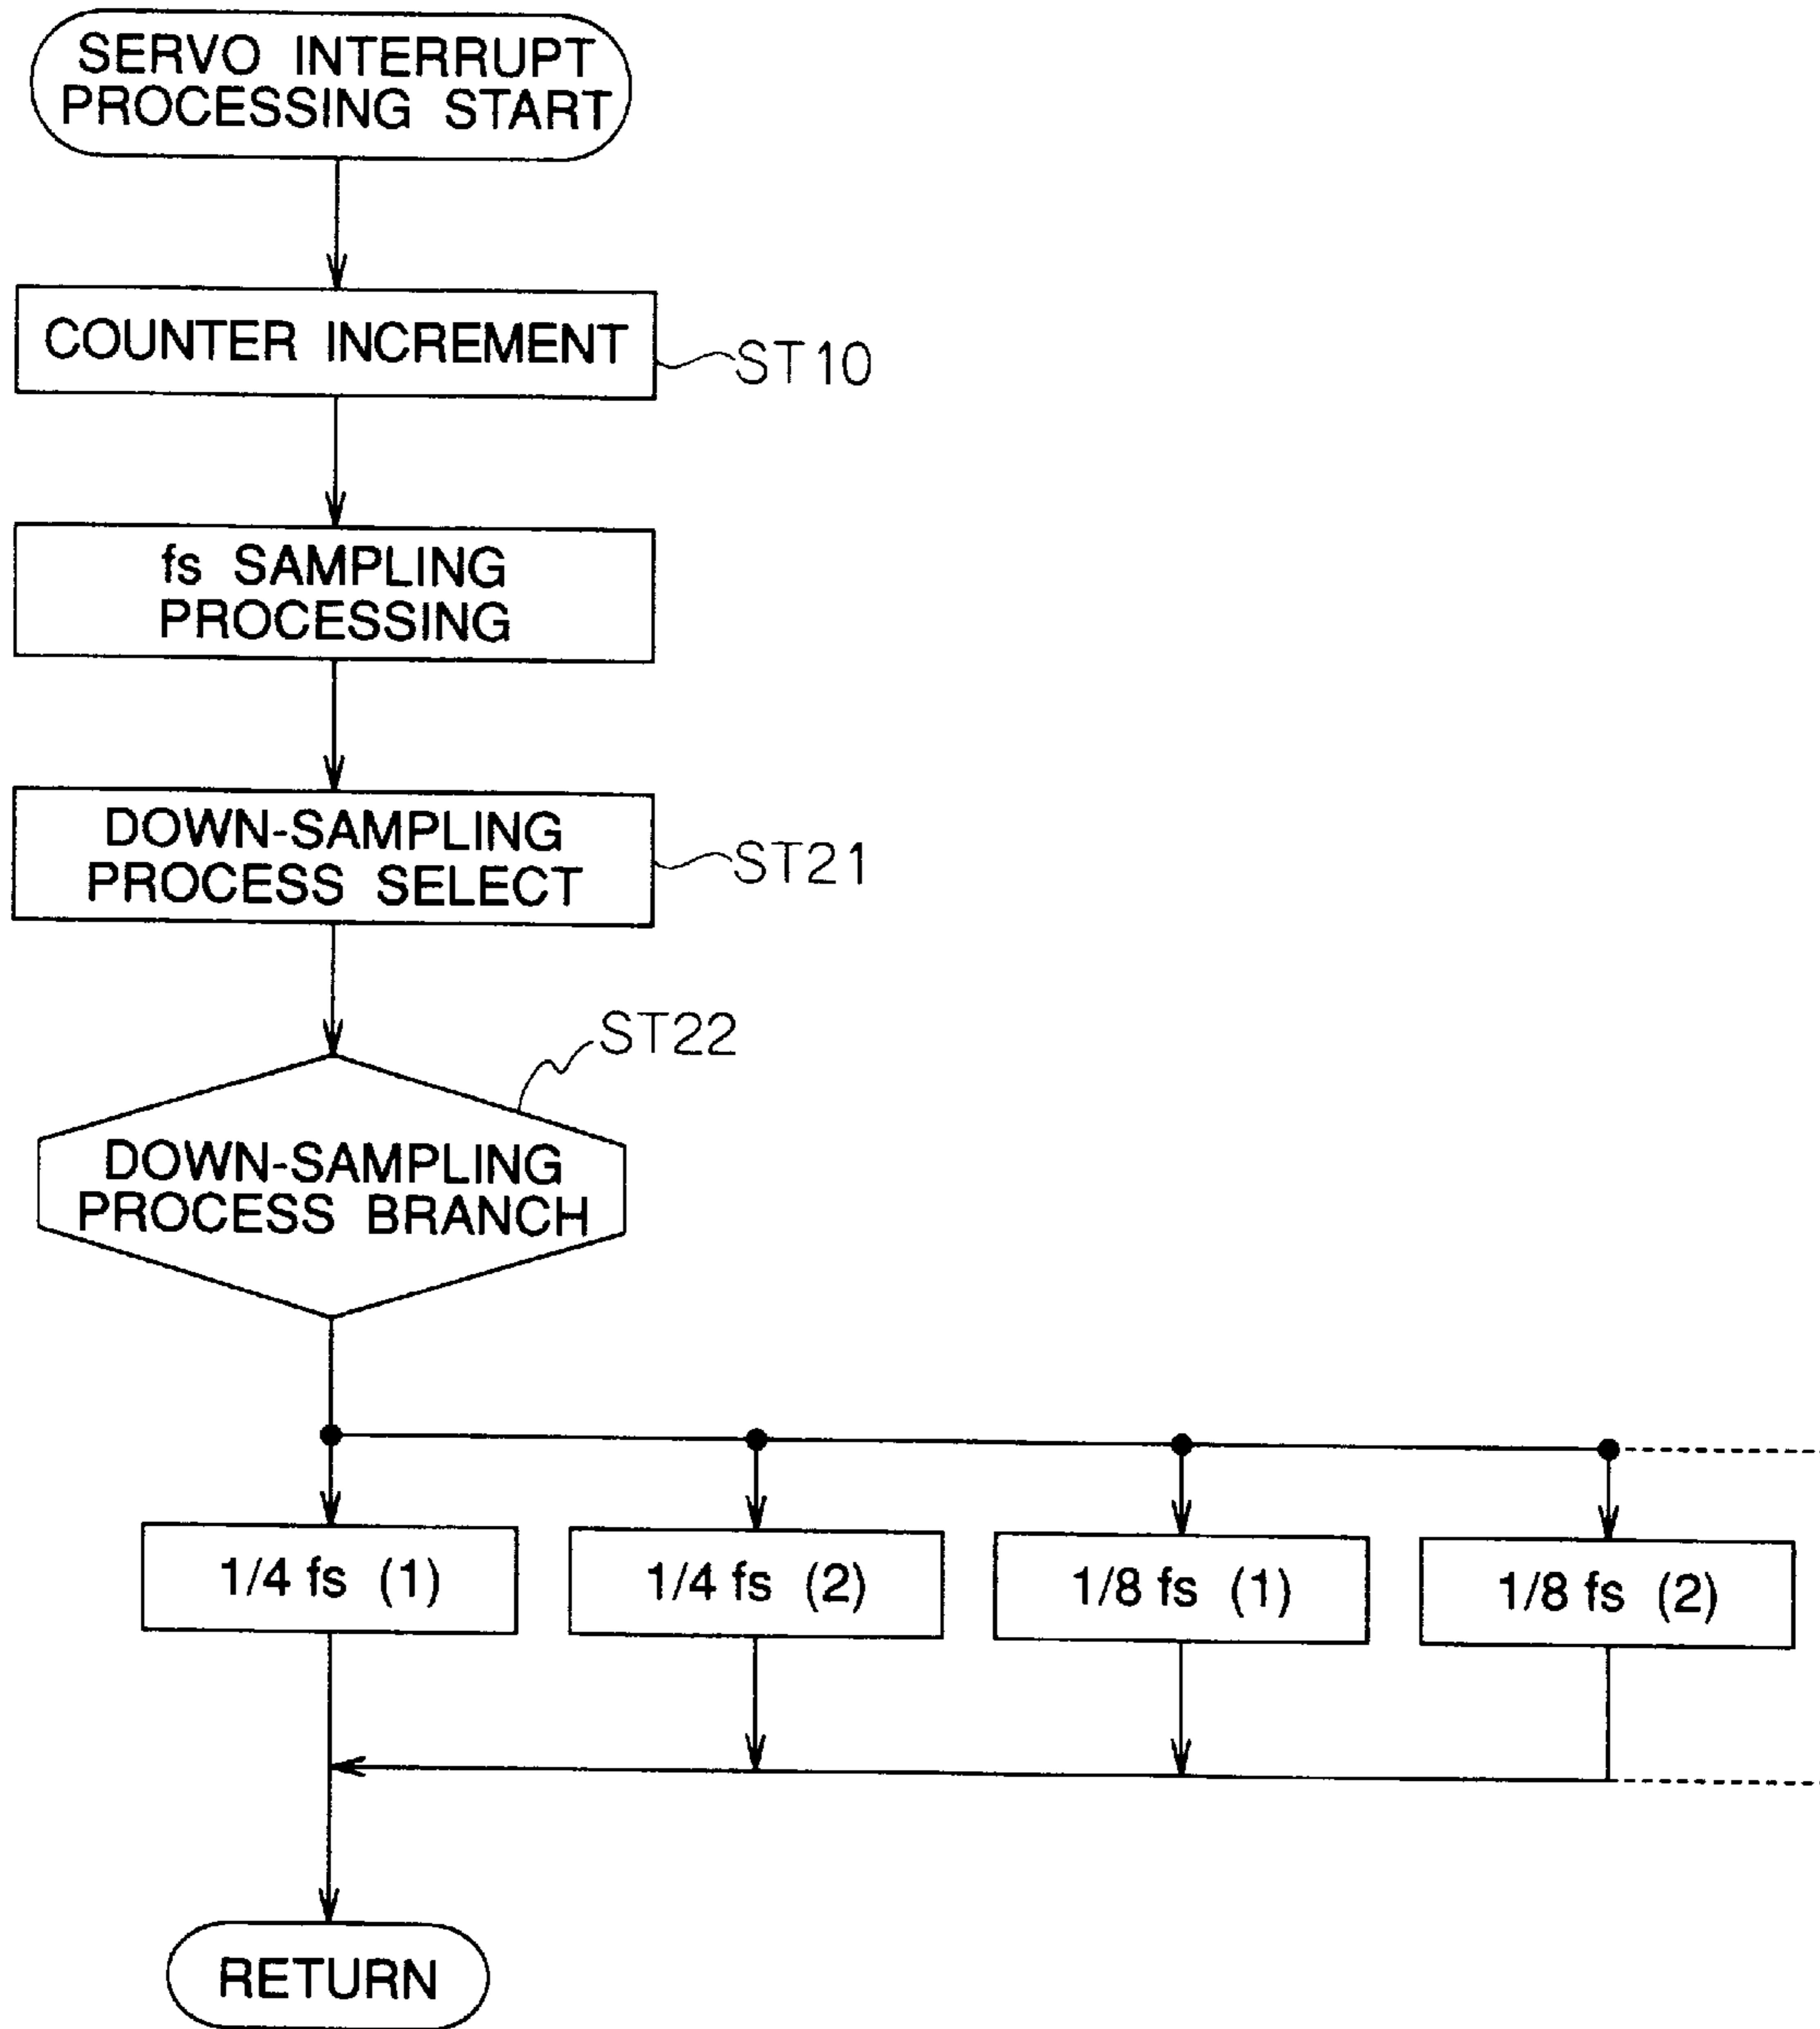 SERVO INTERRUPT
PROCESSING START
COUNTER INCREMENT
ST10
fs SAMPLING
PROCESSING
DOWN-SAMPLING
PROCESS SELECT
ST21
ST22
DOWN-SAMPLING
PROCESS BRANCH
1/4 fs (1)
1/4 fs (2)
1/8 fs (1)
1/8 fs (2)
RETURN